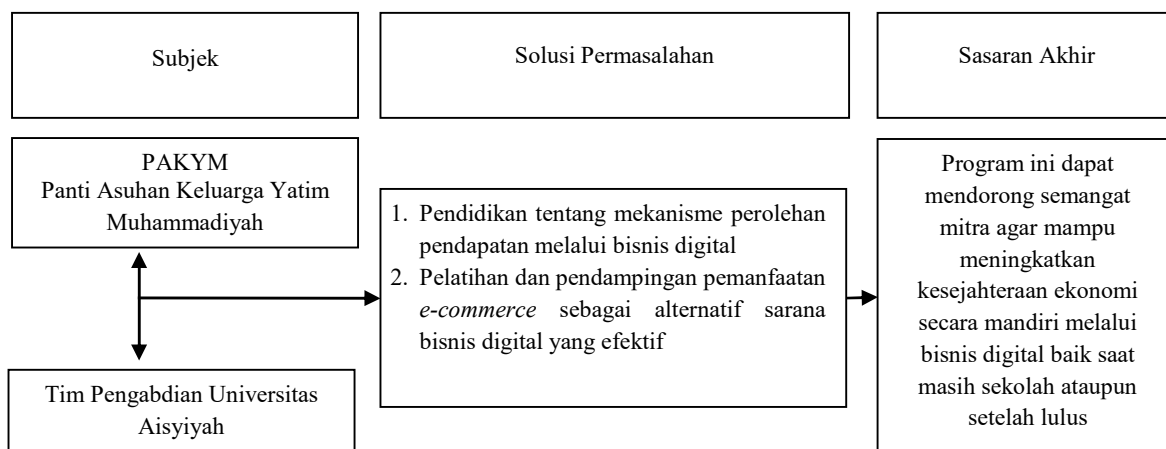 Subjek
Solusi Permasalahan
Sasaran Akhir
PAKYM
Panti Asuhan Keluarga Yatim
Muhammadiyah
Tim Pengabdian Universitas
Aisyiyah
1. Pendidikan tentang mekanisme perolehan
pendapatan melalui bisnis digital
2. Pelatihan dan pendampingan pemanfaatan
e-commerce sebagai alternatif sarana
bisnis digital yang efektif
Program ini dapat
mendorong semangat
mitra agar mampu
meningkatkan
kesejahteraan ekonomi
secara mandiri melalui
bisnis digital baik saat
masih sekolah ataupun
setelah lulus